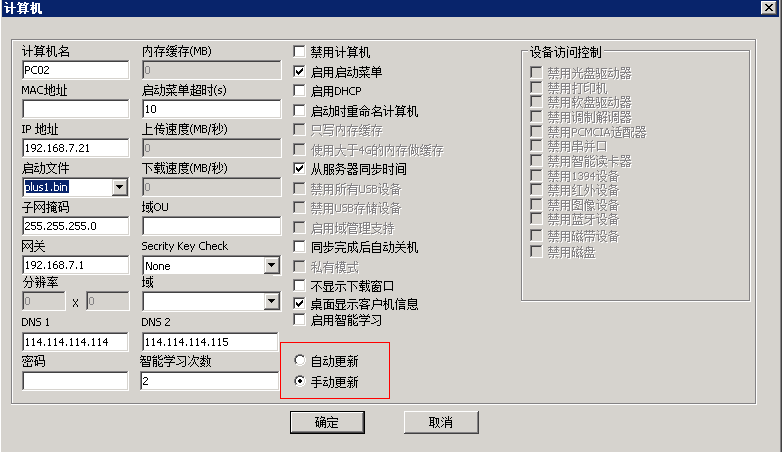 计算机
计算机名
PC02
MAC地址
IP 地址
192.168.7.21
启动文件
plus1.bin
子网掩码
255.255.255.0
网关
192.168.7.1
分辨率
0 x 0
DNS 1
114.114.114.114
密码
内存缓存(MB)
0
启动菜单超时(s)
10
上传速度(MB/秒)
0
下载速度(MB/秒)
0
域OU
Secrity Key Check
None
域
DNS 2
114.114.114.115
智能学习次数
2
禁用计算机
启用启动菜单
启用DHCP
启动时重命名计算机
只写内存缓存
使用大于4G的内存做缓存
从服务器同步时间
禁用所有USB设备
禁用USB存储设备
启用域管理支持
同步完成后自动关机
私有模式
不显示下载窗口
桌面显示客户机信息
启用智能学习
自动更新
手动更新
设备访问控制
禁用光盘驱动器
禁用打印机
禁用软盘驱动器
禁用调制解调器
禁用PCMCIA适配器
禁用串并口
禁用智能读卡器
禁用1394设备
禁用红外设备
禁用图像设备
禁用蓝牙设备
禁用磁带设备
禁用磁盘
确定
取消